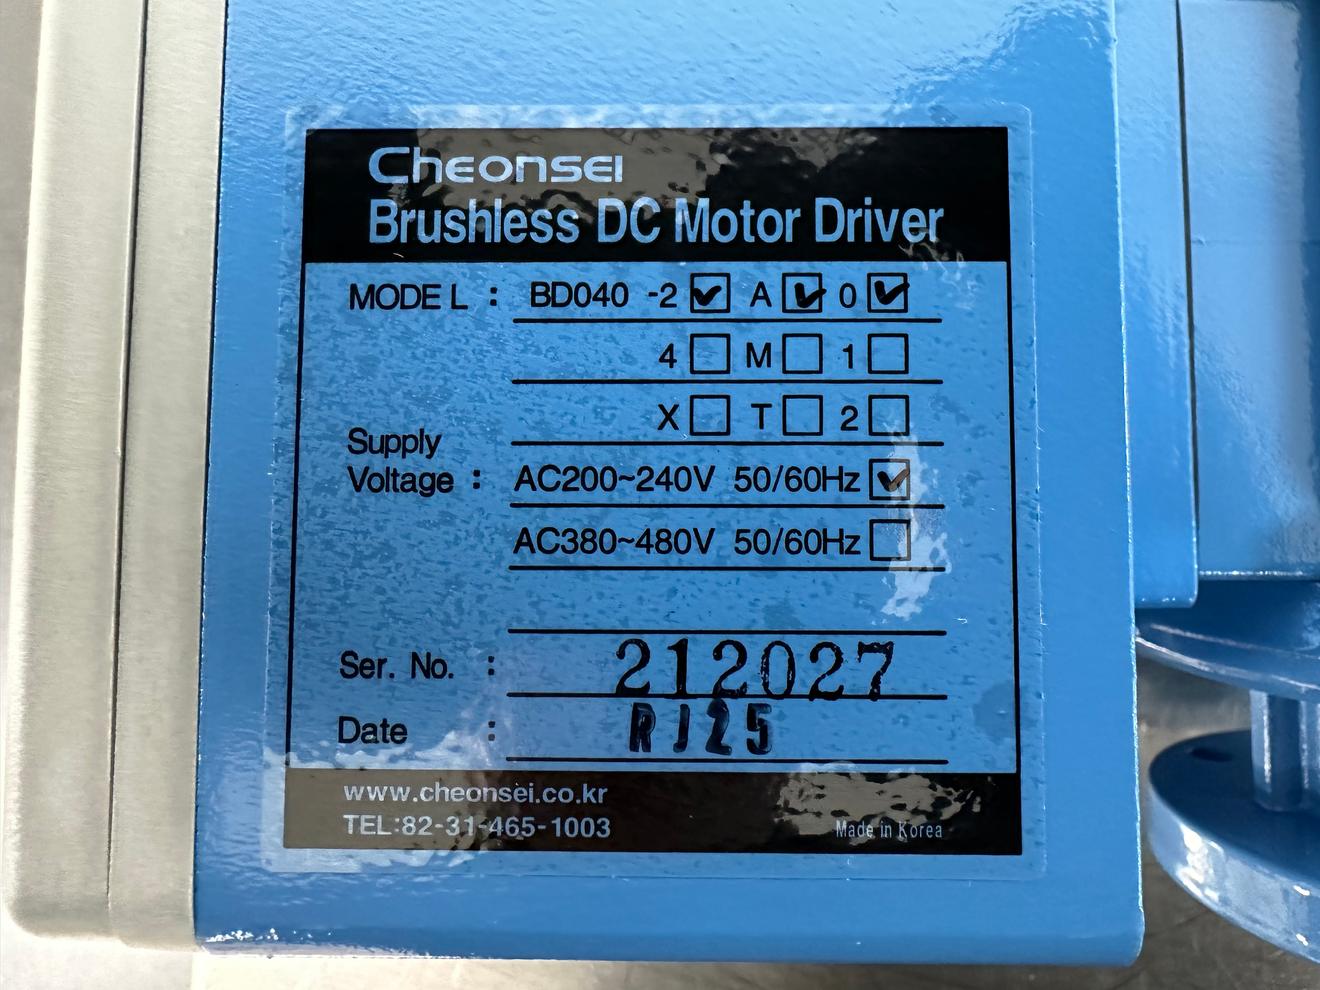 Cheonsei
Brushless DC Motor Driver
MODEL : BD040 -2 ☑ A ☑ 0 ☑
4 ☐ M ☐ 1 ☐
X ☐ T ☐ 2 ☐
Supply
Voltage : AC200~240V 50/60Hz ☑
AC380~480V 50/60Hz ☐
Ser. No. : 212027
Date : RJ25
www.cheonsei.co.kr
TEL:82-31-465-1003
Made in Korea